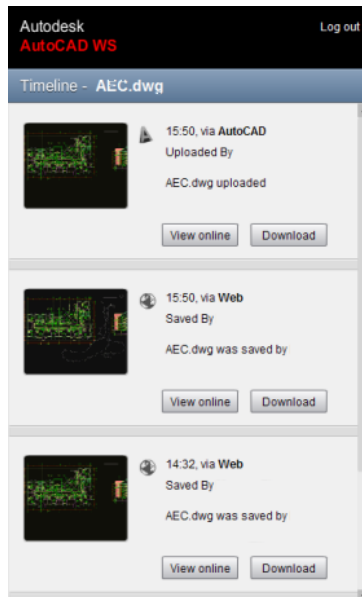 Autodesk Log out
AutoCAD WS
Timeline - AEC.dwg
15:50, via AutoCAD
Uploaded By
AEC.dwg uploaded
View online Download
15:50, via Web
Saved By
AEC.dwg was saved by
View online Download
14:32, via Web
Saved By
AEC.dwg was saved by
View online Download